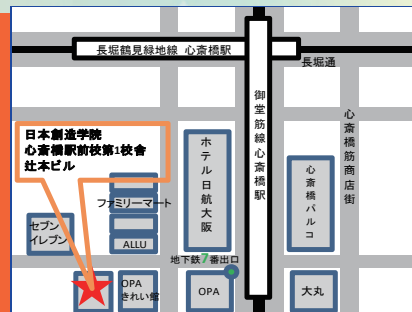 長堀鶴見緑地線 心斎橋駅
長堀通
御堂筋線心斎橋駅
心斎橋筋商店街
日本創造学院
心斎橋駅前校第1校舎
辻本ビル
ホテル日航大阪
心斎橋パルコ
ファミリーマート
セブン
イレブン
ALLU
地下鉄7番出口
OPA
きれい館
OPA
大丸